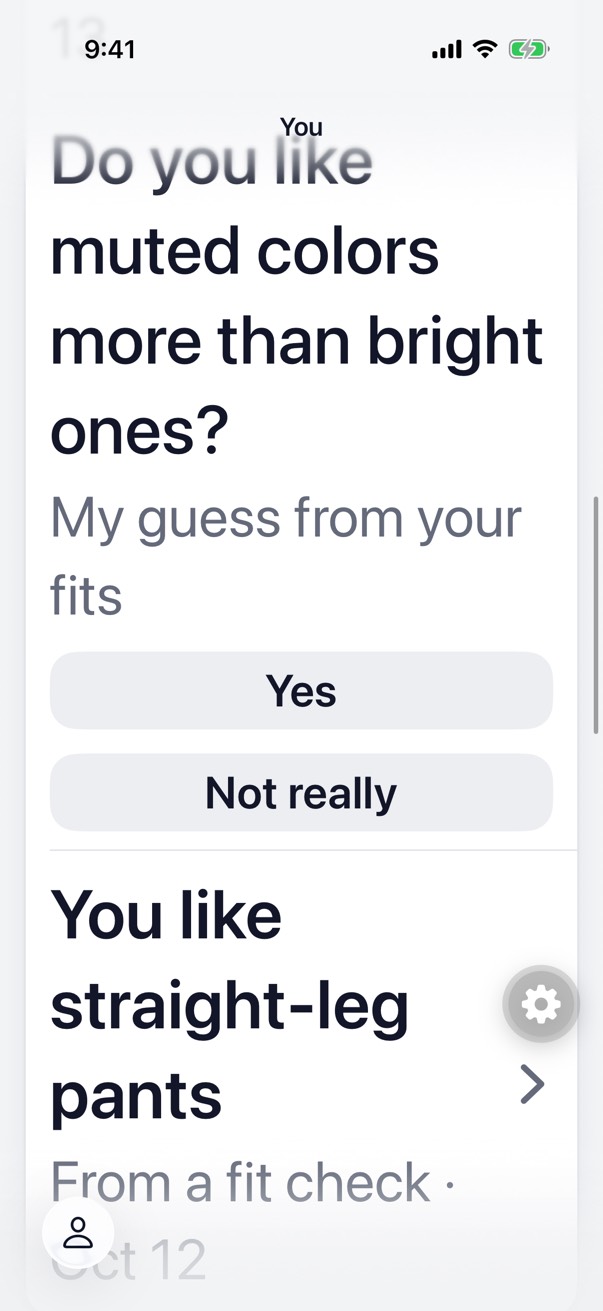 13
9:41
You
Do you like
muted colors
more than bright
ones?
My guess from your
fits
Yes
Not really
You like
straight-leg
pants
From a fit check ·
Oct 12